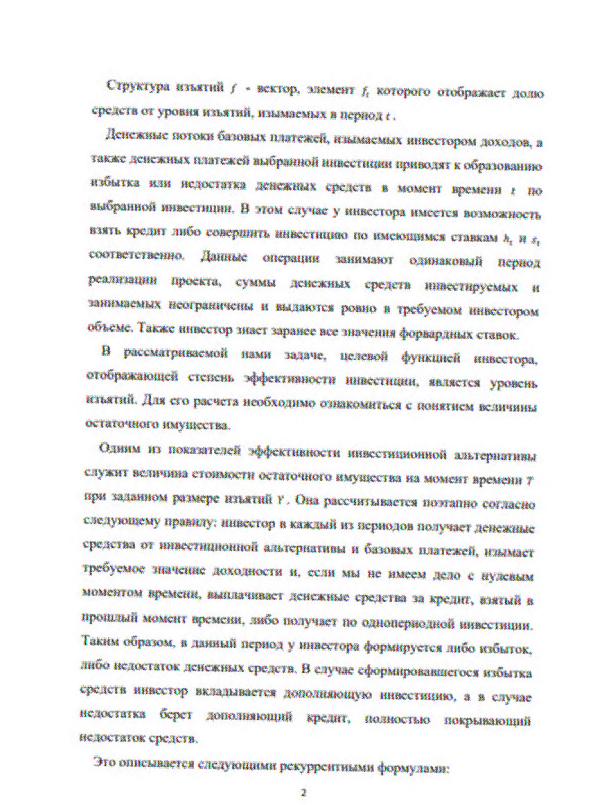 Структура изъятий f - вектор, элемент f_t которого отображает долю
средств от уровня изъятий, изымаемых в период t .
Денежные потоки базовых платежей, изымаемых инвестором доходов, а
также денежных платежей выбранной инвестиции приводят к образованию
избытка или недостатка денежных средств в момент времени t по
выбранной инвестиции. В этом случае у инвестора имеется возможность
взять кредит либо совершить инвестицию по имеющимся ставкам h_t и s_t
соответственно. Данные операции занимают одинаковый период
реализации проекта, суммы денежных средств инвестируемых и
занимаемых неограничены и выдаются ровно в требуемом инвестором
объеме. Также инвестор знает заранее все значения форвардных ставок.
В рассматриваемой нами задаче, целевой функцией инвестора,
отображающей степень эффективности инвестиции, является уровень
изъятий. Для его расчета необходимо ознакомиться с понятием величины
остаточного имущества.
Одним из показателей эффективности инвестиционной альтернативы
служит величина стоимости остаточного имущества на момент времени T
при заданном размере изъятий Y . Она рассчитывается поэтапно согласно
следующему правилу: инвестор в каждый из периодов получает денежные
средства от инвестиционной альтернативы и базовых платежей, изымает
требуемое значение доходности и, если мы не имеем дело с нулевым
моментом времени, выплачивает денежные средства за кредит, взятый в
прошлый момент времени, либо получает по однопериодной инвестиции.
Таким образом, в данный период у инвестора формируется либо избыток,
либо недостаток денежных средств. В случае сформировавшегося избытка
средств инвестор вкладывается дополняющую инвестицию, а в случае
недостатка берет дополняющий кредит, полностью покрывающий
недостаток средств.
Это описывается следующими рекуррентными формулами:
2